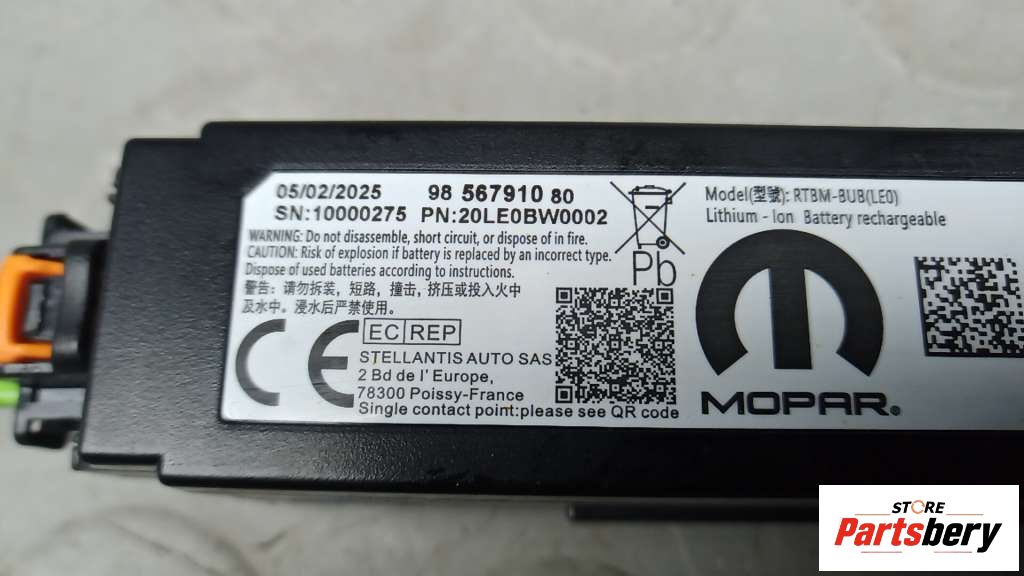 05/02/2025 98 567910 80
SN:10000275 PN:20LE0BW0002
WARNING: Do not disassemble, short circuit, or dispose of in fire.
CAUTION: Risk of explosion if battery is replaced by an incorrect type.
Dispose of used batteries according to instructions.
警告：请勿拆装，短路，撞击，挤压或投入火中
及水中。浸水后严禁使用。
CE
EC REP
STELLANTIS AUTO SAS
2 Bd de l'Europe,
78300 Poissy-France
Single contact point:please see QR code
Pb
Model(型號): RTBM-BUB(LE0)
Lithium - Ion Battery rechargeable
MOPAR®
STORE
Partsbery